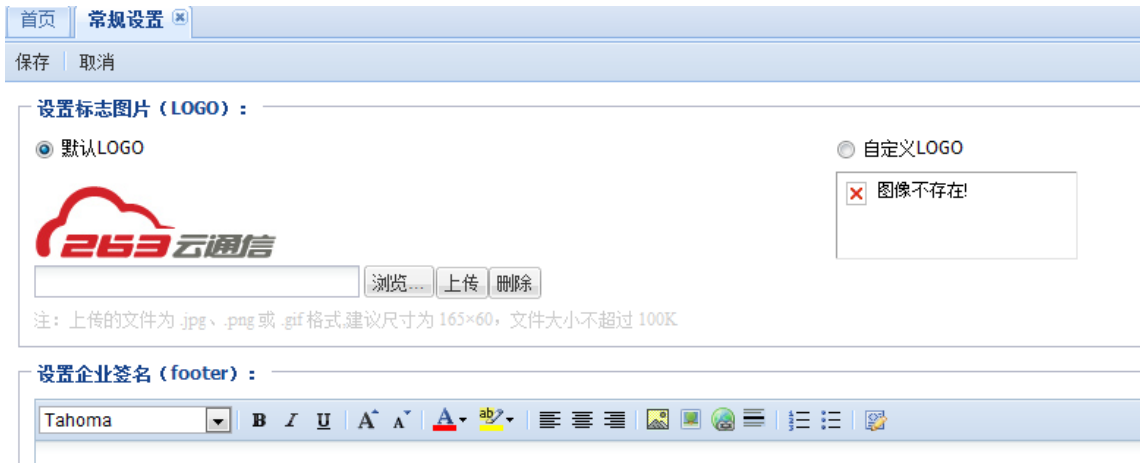 首页 常规设置
保存 取消
设置标志图片（LOGO）：
默认LOGO 自定义LOGO
图像不存在!
263云通信
浏览... 上传 删除
注：上传的文件为 .jpg、.png 或 .gif 格式,建议尺寸为 165×60，文件大小不超过 100K
设置企业签名（footer）：
Tahoma B I U A A A ab